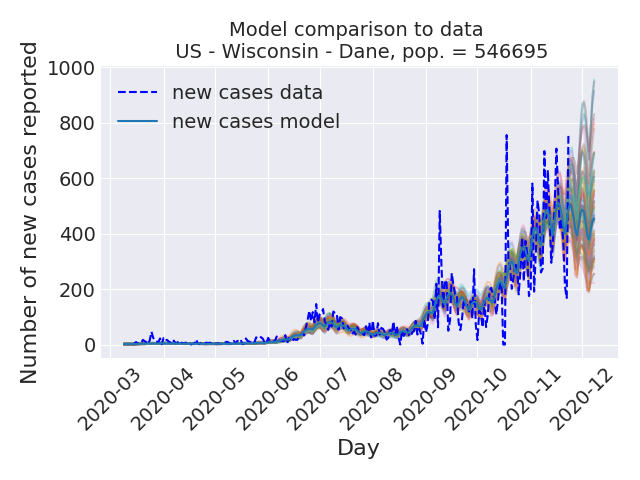 Model comparison to data
US - Wisconsin - Dane, pop. = 546695
Number of new cases reported
1000
800
600
400
200
0
new cases data
new cases model
2020-03
2020-04
2020-05
2020-06
2020-07
2020-08
2020-09
2020-10
2020-11
2020-12
Day